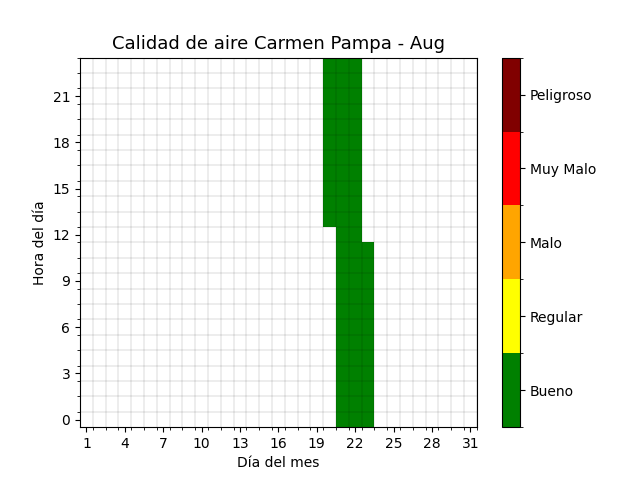 Calidad de aire Carmen Pampa - Aug
Hora del día
21
18
15
12
9
6
3
0
1 4 7 10 13 16 19 22 25 28 31
Día del mes
Peligroso
Muy Malo
Malo
Regular
Bueno